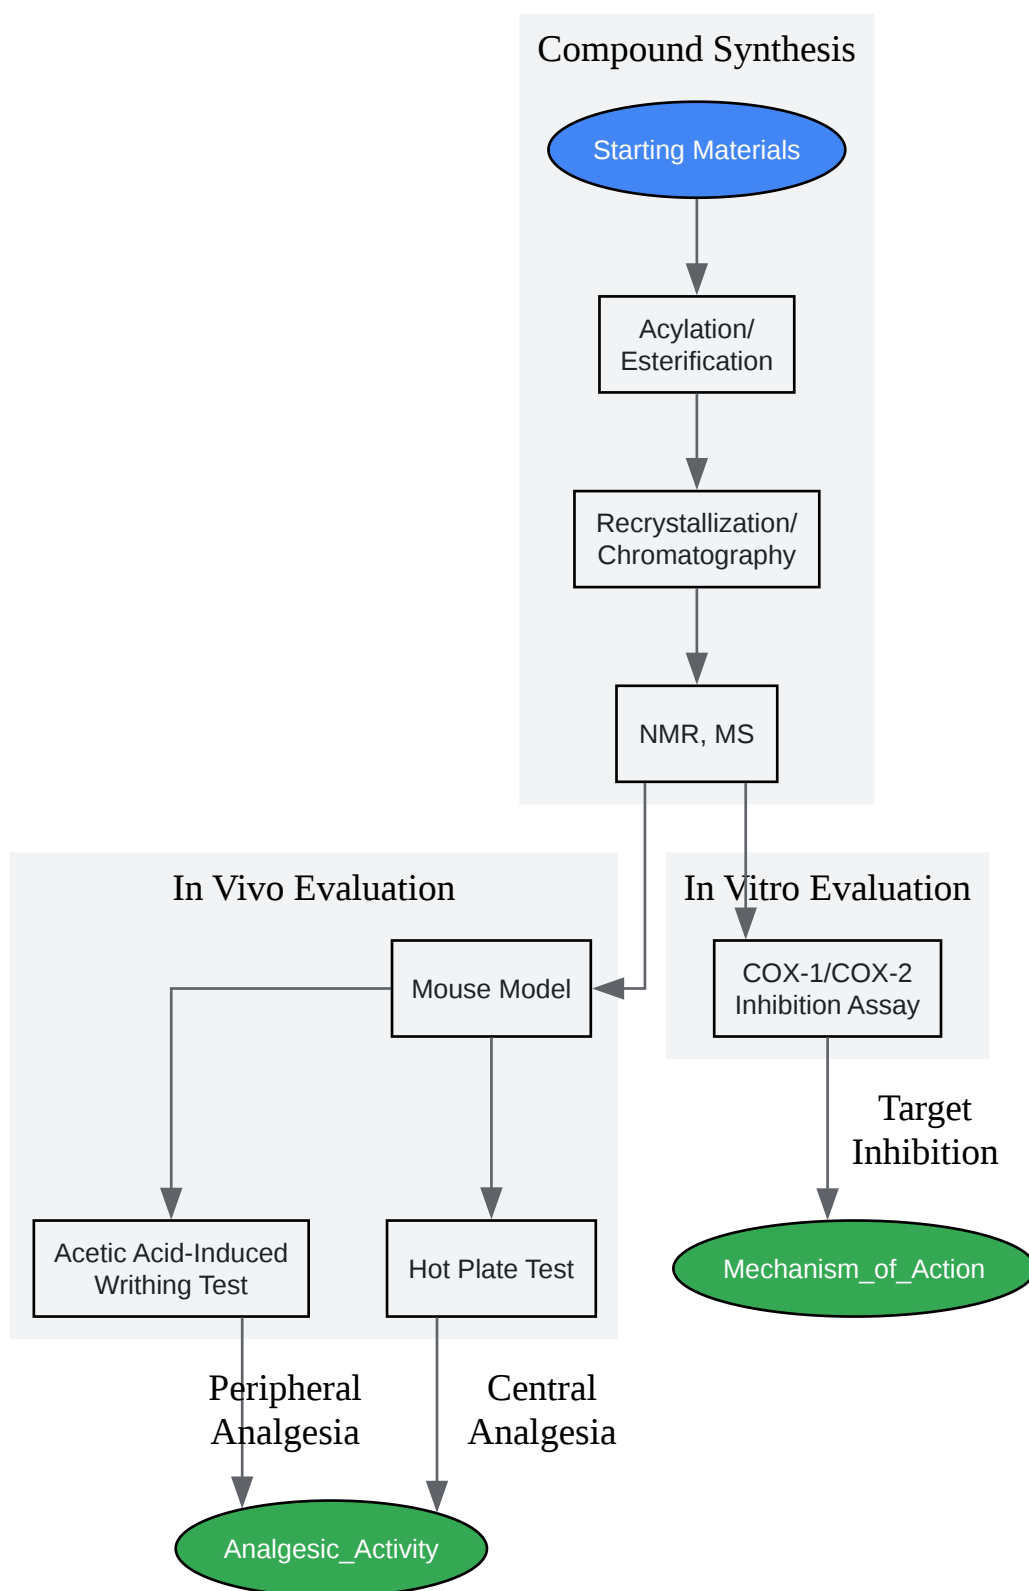 Compound Synthesis
Starting Materials
Acylation/
Esterification
Recrystallization/
Chromatography
NMR, MS
In Vivo Evaluation
In Vitro Evaluation
Mouse Model
COX-1/COX-2
Inhibition Assay
Target
Inhibition
Acetic Acid-Induced
Writhing Test
Hot Plate Test
Mechanism_of_Action
Peripheral
Analgesia
Central
Analgesia
Analgesic_Activity